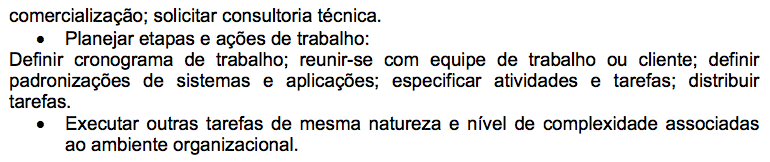 comercialização; solicitar consultoria técnica.
• Planejar etapas e ações de trabalho:
Definir cronograma de trabalho; reunir-se com equipe de trabalho ou cliente; definir
padronizações de sistemas e aplicações; especificar atividades e tarefas; distribuir
tarefas.
• Executar outras tarefas de mesma natureza e nível de complexidade associadas
ao ambiente organizacional.